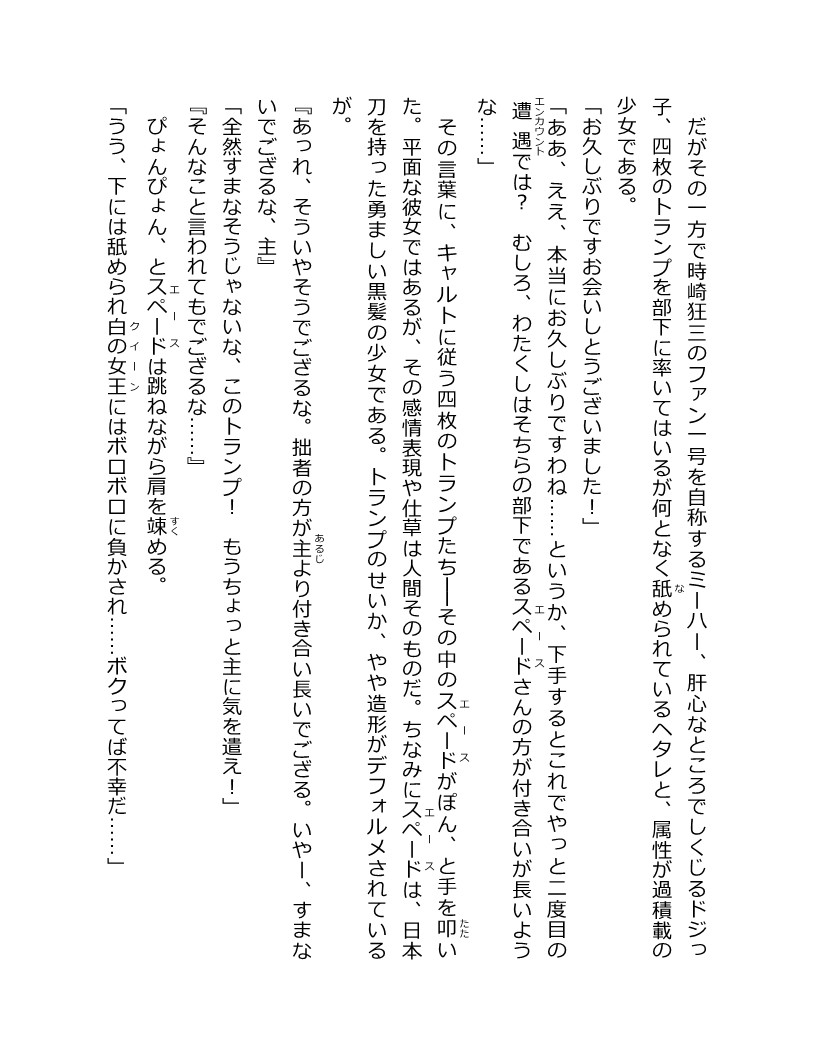 だがその一方で時崎狂三のファン一号を自称するミーハー、肝心なところでしくじるドジっ
子、四枚のトランプを部下に率いてはいるが何となく舐められているヘタレと、属性が過積載の
少女である。
「お久しぶりですお会いしとうございました！」
「ああ、ええ、本当にお久しぶりですわね……というか、下手するとこれでやっと二度目の
遭遇では？　むしろ、わたくしはそちらの部下であるスペードさんの方が付き合いが長いよう
な……」
　その言葉に、キャルトに従う四枚のトランプたち──その中のスペードがぽん、と手を叩い
た。平面な彼女ではあるが、その感情表現や仕草は人間そのものだ。ちなみにスペードは、日本
刀を持った勇ましい黒髪の少女である。トランプのせいか、やや造形がデフォルメされている
が。
『あっれ、そういやそうでござるな。拙者の方が主より付き合い長いでござる。いやー、すまな
いでござるな、主』
「全然すまなそうじゃないな、このトランプ！　もうちょっと主に気を遣え！」
『そんなこと言われてもでござるな……』
　ぴょんぴょん、とスペードは跳ねながら肩を竦める。
「うう、下には舐められ白の女王にはボロボロに負かされ……ボクってば不幸だ……」